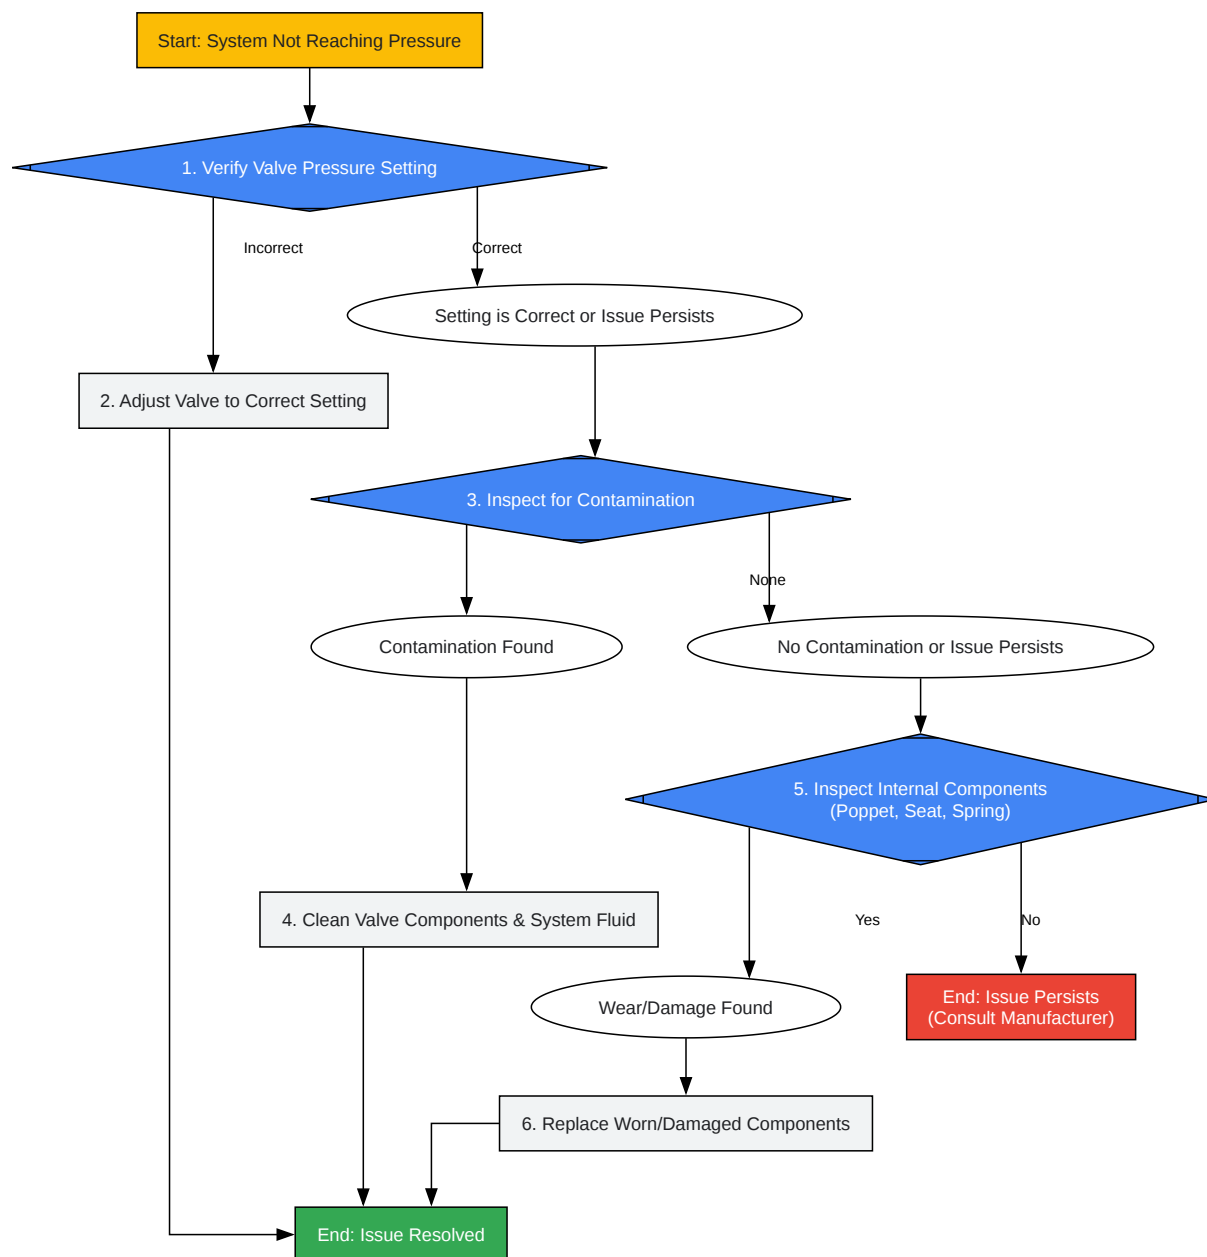 Start: System Not Reaching Pressure
1. Verify Valve Pressure Setting
Incorrect
Correct
Setting is Correct or Issue Persists
2. Adjust Valve to Correct Setting
3. Inspect for Contamination
None
Contamination Found
No Contamination or Issue Persists
5. Inspect Internal Components
(Poppet, Seat, Spring)
4. Clean Valve Components & System Fluid
Yes
No
Wear/Damage Found
End: Issue Persists
(Consult Manufacturer)
6. Replace Worn/Damaged Components
End: Issue Resolved